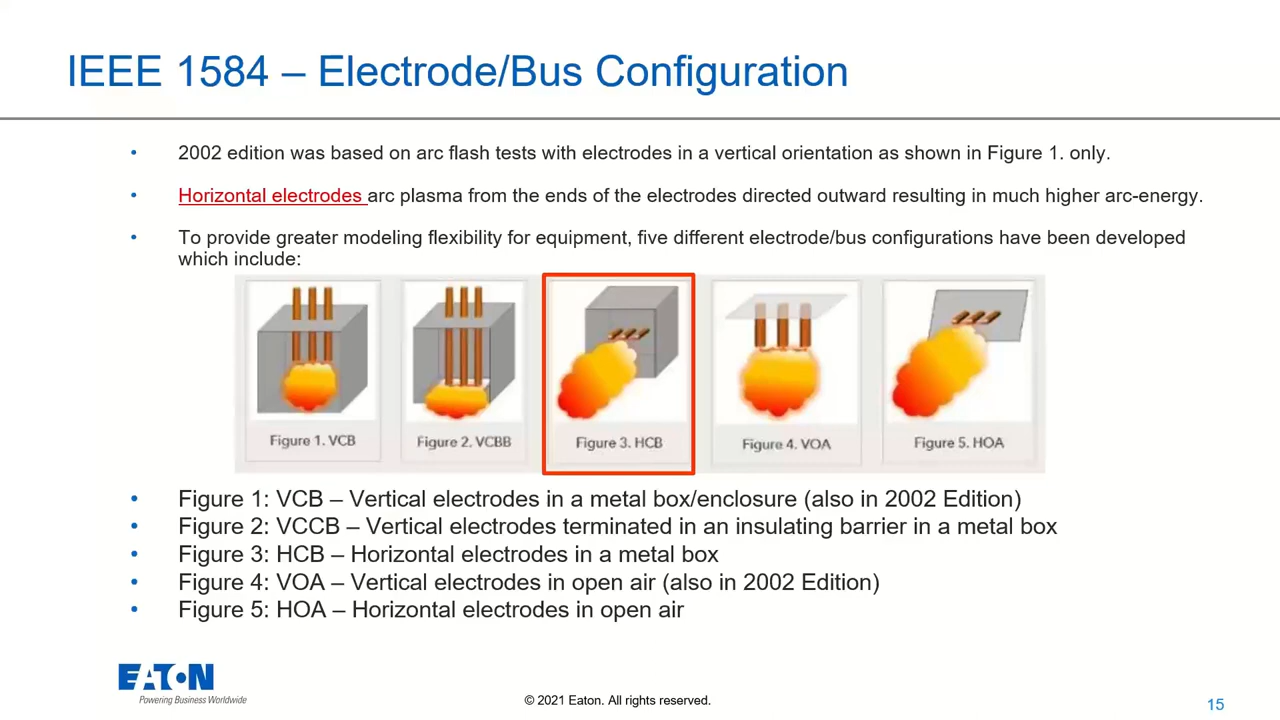 IEEE 1584 – Electrode/Bus Configuration
• 2002 edition was based on arc flash tests with electrodes in a vertical orientation as shown in Figure 1. only.
• Horizontal electrodes arc plasma from the ends of the electrodes directed outward resulting in much higher arc-energy.
• To provide greater modeling flexibility for equipment, five different electrode/bus configurations have been developed
which include:
Figure 1. VCB
Figure 2. VCBB
Figure 3. HCB
Figure 4. VOA
Figure 5. HOA
• Figure 1: VCB – Vertical electrodes in a metal box/enclosure (also in 2002 Edition)
• Figure 2: VCCB – Vertical electrodes terminated in an insulating barrier in a metal box
• Figure 3: HCB – Horizontal electrodes in a metal box
• Figure 4: VOA – Vertical electrodes in open air (also in 2002 Edition)
• Figure 5: HOA – Horizontal electrodes in open air
EATON
Powering Business Worldwide
© 2021 Eaton. All rights reserved.
15